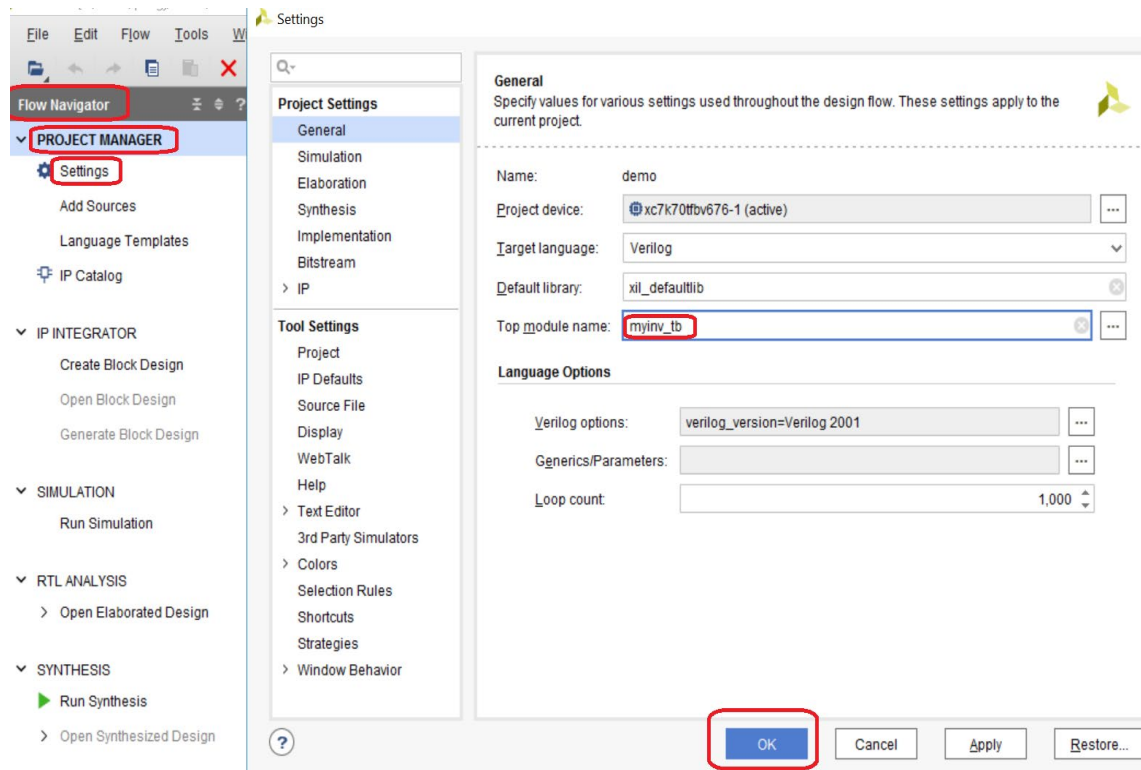 File Edit Flow Tools W
Flow Navigator ?
PROJECT MANAGER
Settings
Add Sources
Language Templates
IP Catalog
IP INTEGRATOR
Create Block Design
Open Block Design
Generate Block Design
SIMULATION
Run Simulation
RTL ANALYSIS
Open Elaborated Design
SYNTHESIS
Run Synthesis
Open Synthesized Design
Settings
Project Settings
General
Simulation
Elaboration
Synthesis
Implementation
Bitstream
IP
Tool Settings
Project
IP Defaults
Source File
Display
WebTalk
Help
Text Editor
3rd Party Simulators
Colors
Selection Rules
Shortcuts
Strategies
Window Behavior
General
Specify values for various settings used throughout the design flow. These settings apply to the
current project.
Name: demo
Project device: xc7k70tfbv676-1 (active) ...
Target language: Verilog
Default library: xil_defaultlib
Top module name: myinv_tb ...
Language Options
Verilog options: verilog_version=Verilog 2001 ...
Generics/Parameters: ...
Loop count: 1,000
? OK Cancel Apply Restore...